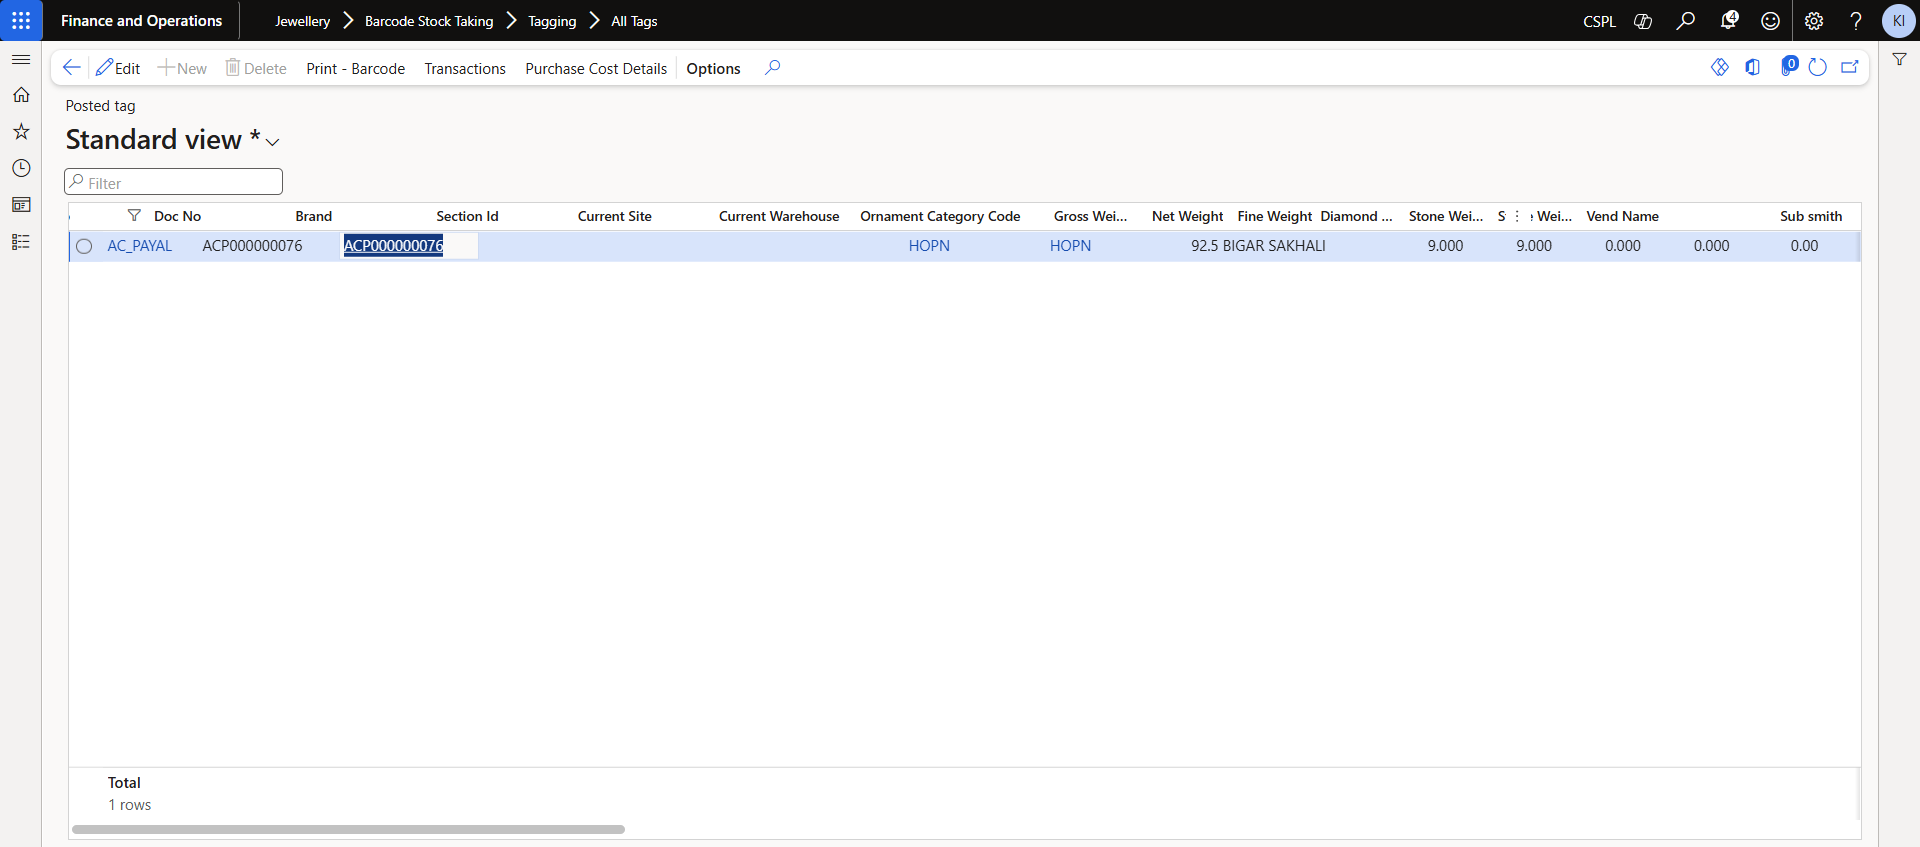 Finance and Operations Jewellery Barcode Stock Taking Tagging All Tags CSPL 4 ? KI
Edit New Delete Print - Barcode Transactions Purchase Cost Details Options 0
Posted tag
Standard view *
Filter
Doc No Brand Section Id Current Site Current Warehouse Ornament Category Code Gross Wei... Net Weight Fine Weight Diamond ... Stone Wei... Wei... Vend Name Sub smith
AC_PAYAL ACP000000076 ACP000000076 HOPN HOPN 92.5 BIGAR SAKHALI 9.000 9.000 0.000 0.000 0.00
Total
1 rows